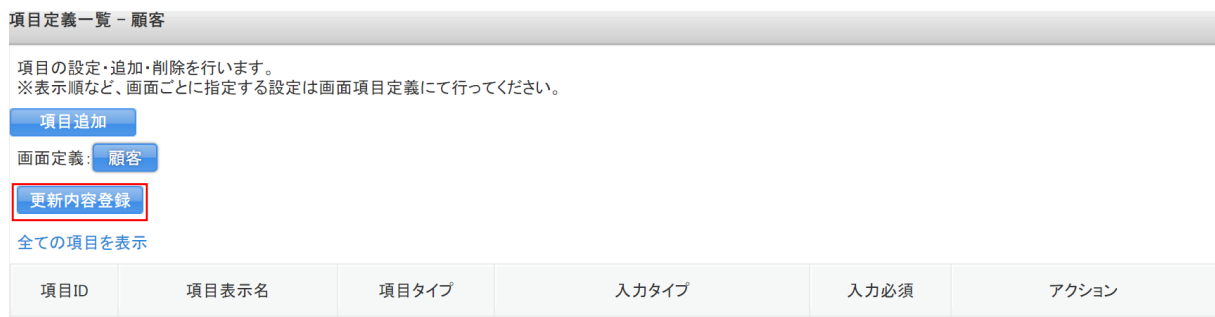 項目定義一覧 − 顧客
項目の設定・追加・削除を行います。
※表示順など、画面ごとに指定する設定は画面項目定義にて行ってください。
項目追加
画面定義: 顧客
更新内容登録
全ての項目を表示
項目ID 項目表示名 項目タイプ 入力タイプ 入力必須 アクション